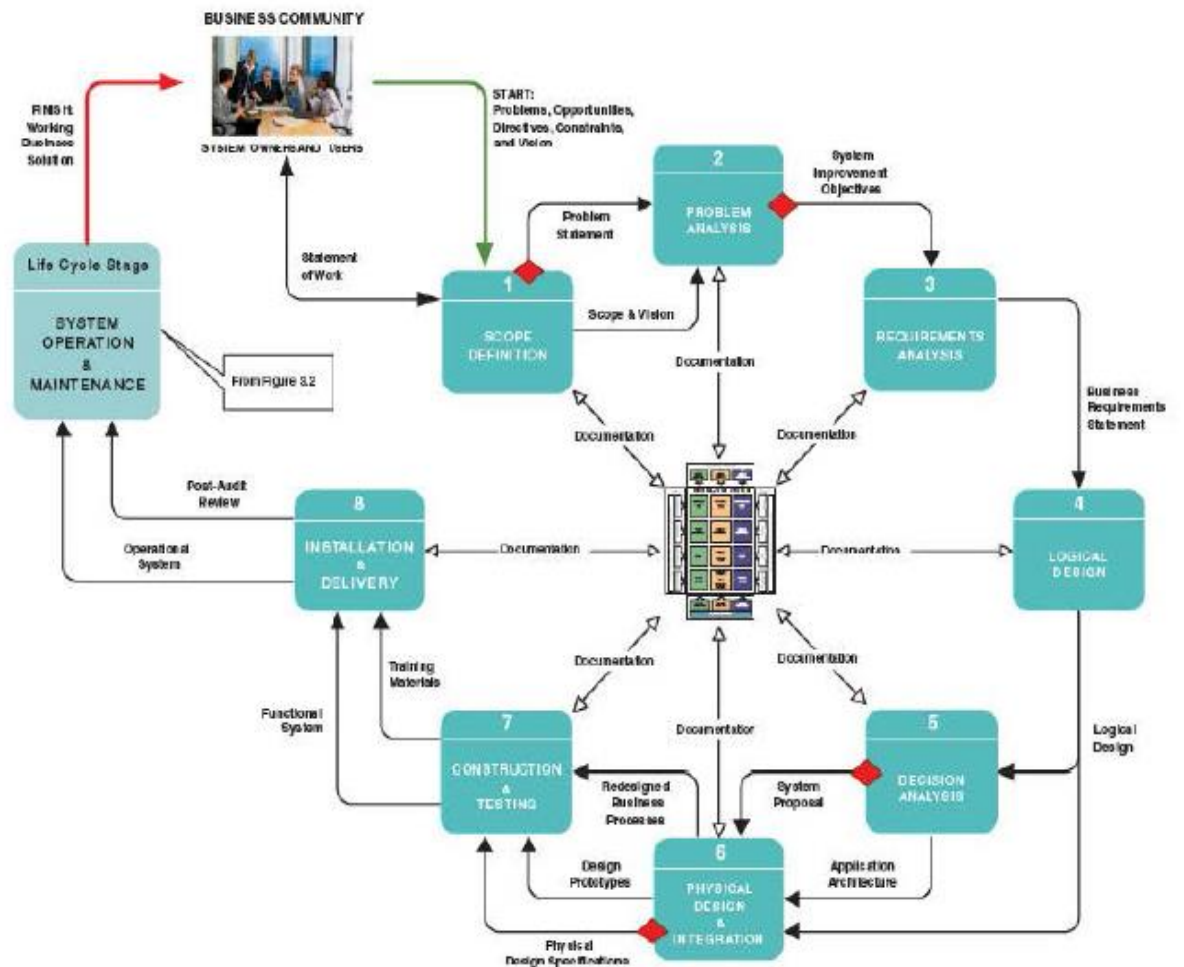 BUSINESS COMMUNITY
SYSTEM OWNERS AND USERS
FINISH:
Working
Business
Solution
START:
Problems, Opportunities,
Directives, Constraints,
and Vision
Statement
of Work
Problem
Statement
2
PROBLEM
ANALYSIS
System
Improvement
Objectives
Life Cycle Stage
SYSTEM
OPERATION
&
MAINTENANCE
From Figure 3.2
1
SCOPE
DEFINITION
Scope & Vision
3
REQUIREMENTS
ANALYSIS
Documentation
Documentation
Documentation
Business
Requirements
Statement
Post-Audit
Review
Operational
System
8
INSTALLATION
&
DELIVERY
Documentation
Documentation
4
LOGICAL
DESIGN
Training
Materials
Functional
System
Documentation
Documentation
Documentation
7
CONSTRUCTION
&
TESTING
Redesigned
Business
Processes
System
Proposal
5
DECISION
ANALYSIS
Logical
Design
Design
Prototypes
6
PHYSICAL
DESIGN
&
INTEGRATION
Application
Architecture
Physical
Design Specifications